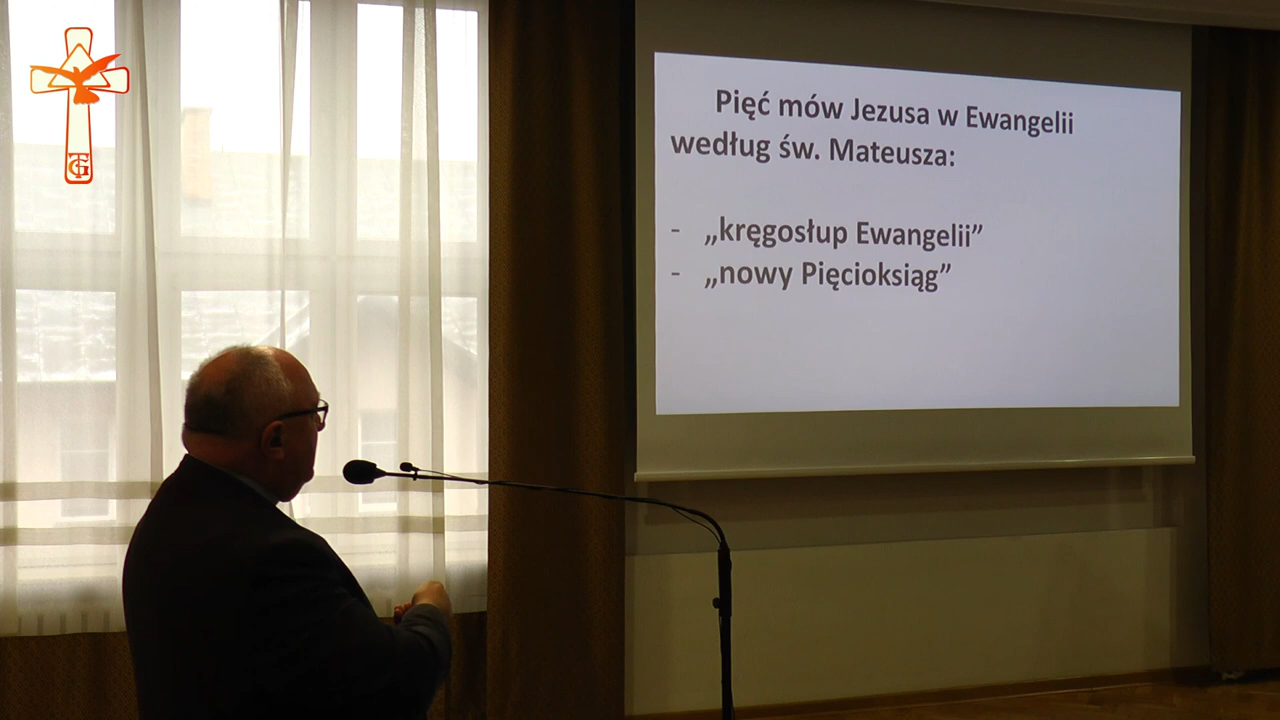 Pięć mów Jezusa w Ewangelii
według św. Mateusza:
- „kręgosłup Ewangelii”
- „nowy Pięcioksiąg”